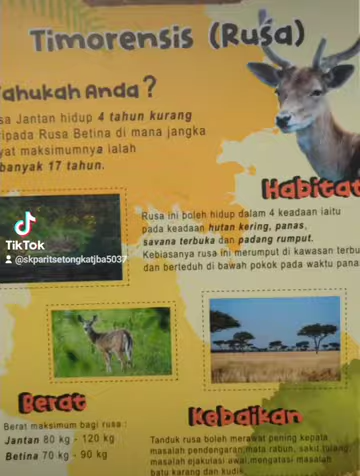 Timorensis (Rusa)
Tahukah Anda?
sa Jantan hidup 4 tahun kurang
ripada Rusa Betina di mana jangka
yat maksimumnya ialah
banyak 17 tahun.
Habitat
Rusa ini boleh hidup dalam 4 keadaan iaitu
pada keadaan hutan kering, panas,
savana terbuka dan padang rumput.
Kebiasanya rusa ini merumput di kawasan terbu
dan berteduh di bawah pokok pada waktu pana
TikTok
@skparitsetongkatjba5037
Berat
Berat maksimum bagi rusa :
Jantan 80 kg - 120 kg
Betina 70 kg - 90 kg
Kebaikan
Tanduk rusa boleh merawat pening kepala
masalah pendengaran,mata rabun, sakit tulang,
masalah ejakulasi awal,mengatasi masalah
batu karang dan kudis